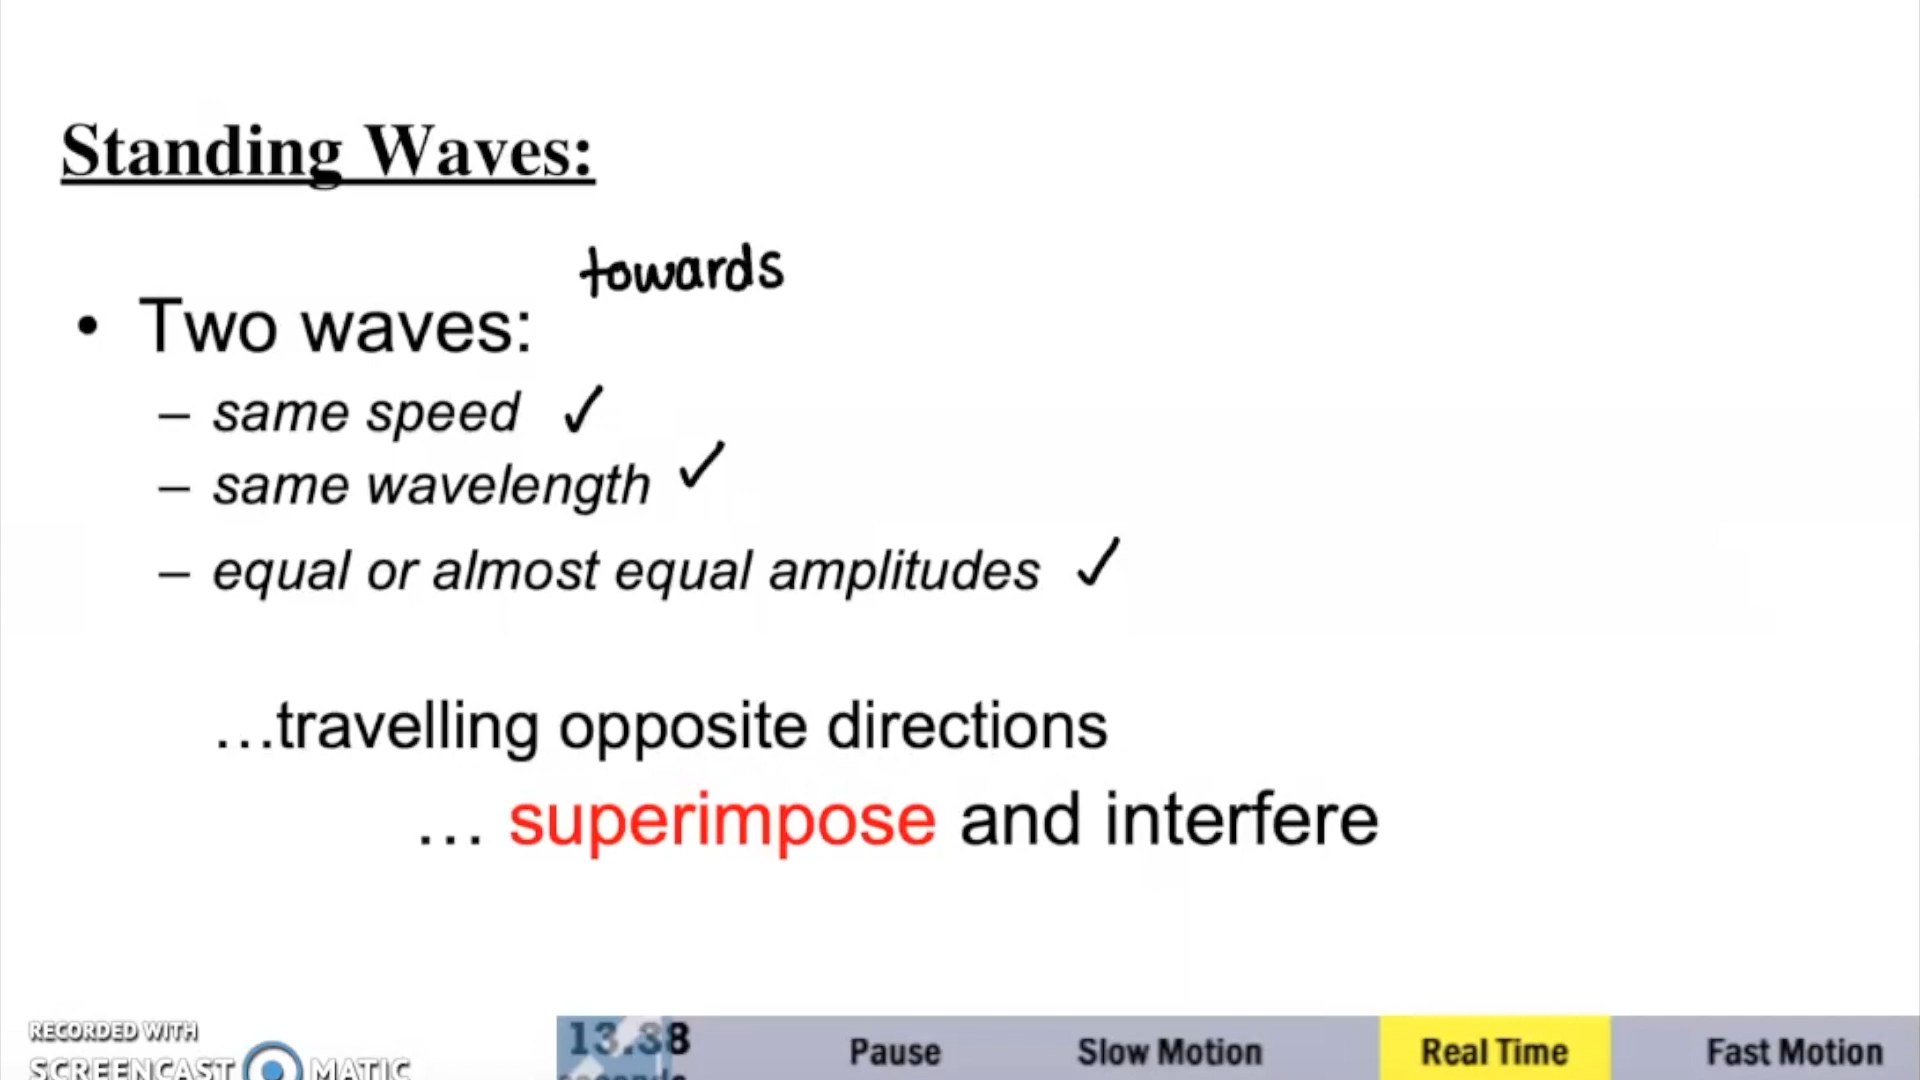 Standing Waves:
towards
• Two waves:
– same speed ✓
– same wavelength ✓
– equal or almost equal amplitudes ✓
…travelling opposite directions
… superimpose and interfere
RECORDED WITH
SCREENCAST MATIC
13.38
seconds
Pause
Slow Motion
Real Time
Fast Motion